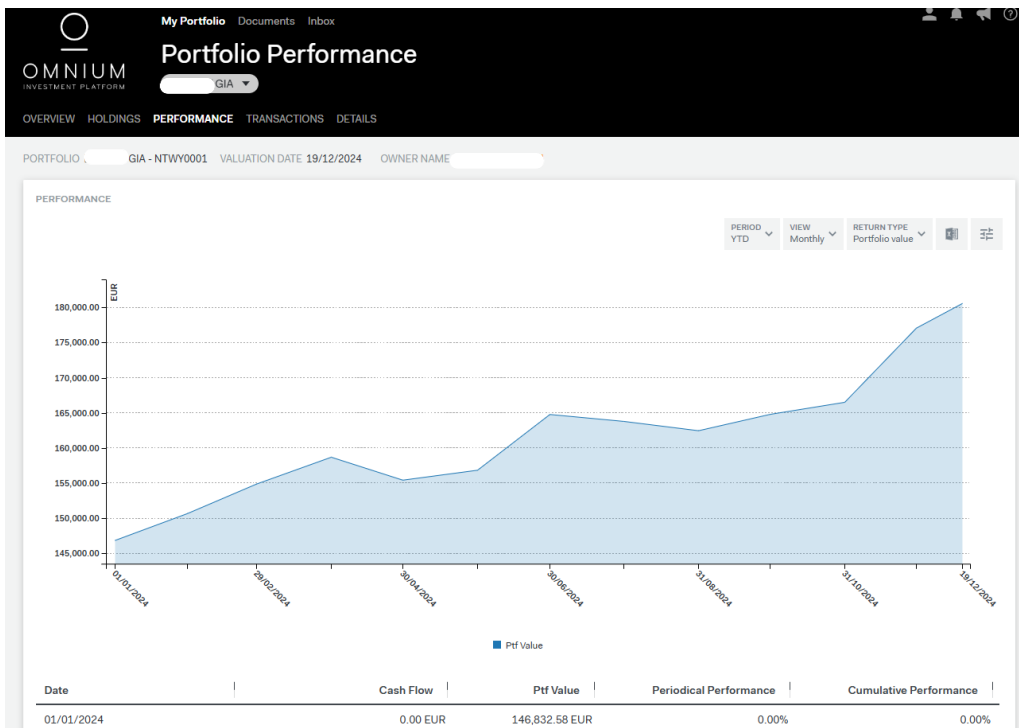 My Portfolio Documents Inbox
Portfolio Performance
OMNIUM
INVESTMENT PLATFORM
GIA
OVERVIEW HOLDINGS PERFORMANCE TRANSACTIONS DETAILS
PORTFOLIO GIA - NTWY0001 VALUATION DATE 19/12/2024 OWNER NAME
PERFORMANCE
PERIOD
YTD
VIEW
Monthly
RETURN TYPE
Portfolio value
EUR
180,000.00
175,000.00
170,000.00
165,000.00
160,000.00
155,000.00
150,000.00
145,000.00
01/01/2024 29/02/2024 30/04/2024 30/06/2024 31/08/2024 31/10/2024 19/12/2024
Ptf Value
Date Cash Flow Ptf Value Periodical Performance Cumulative Performance
01/01/2024 0.00 EUR 146,832.58 EUR 0.00% 0.00%